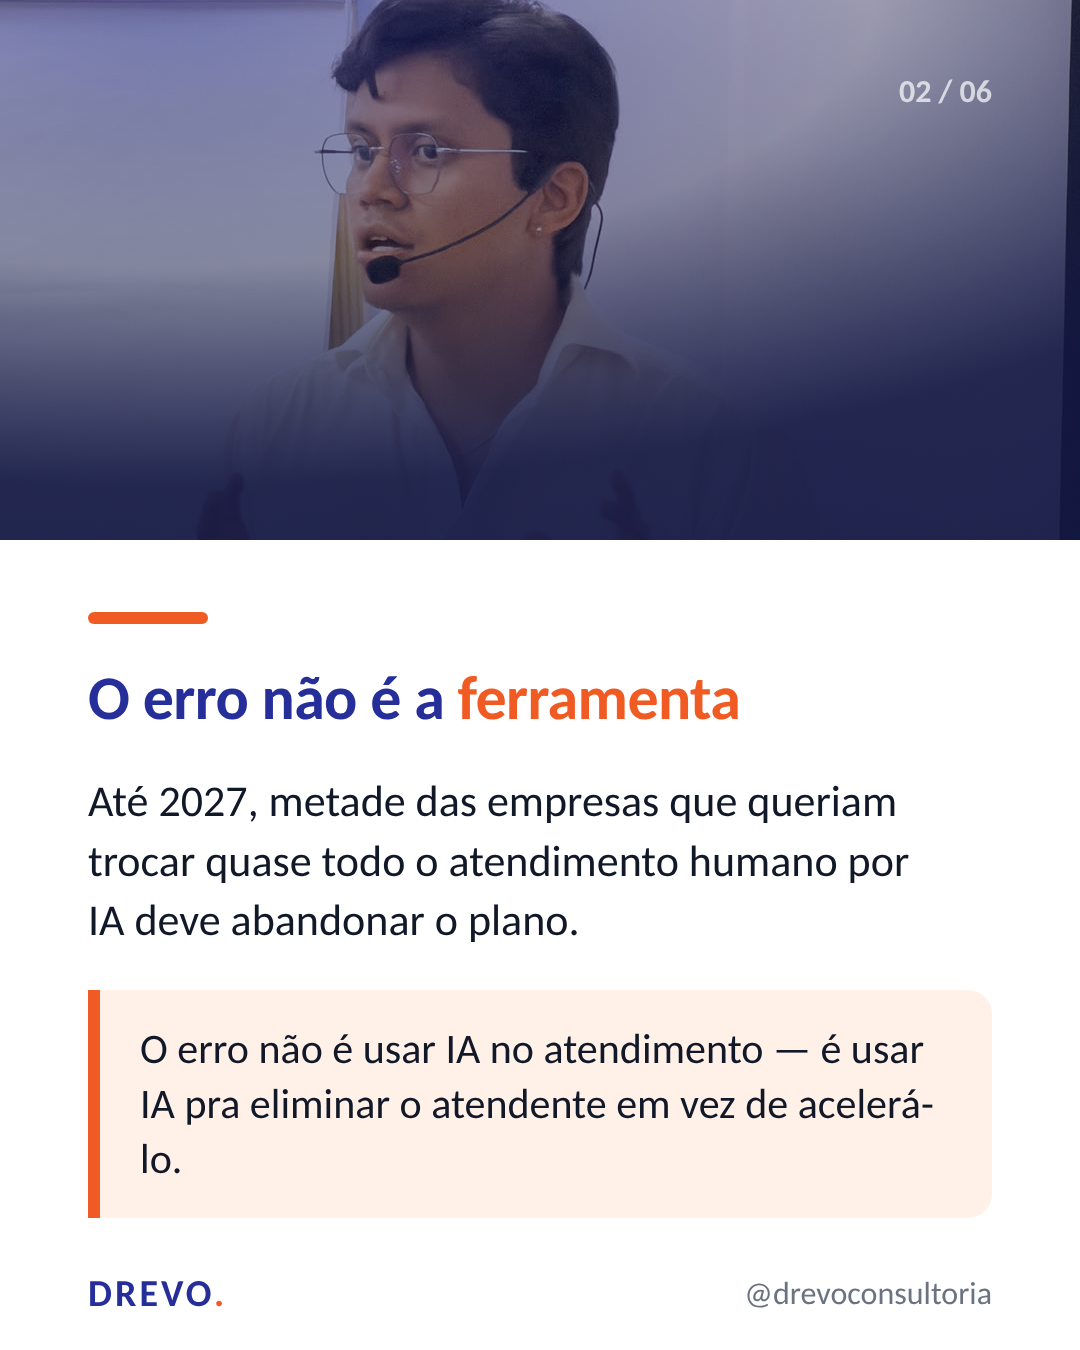 02 / 06
O erro não é a ferramenta
Até 2027, metade das empresas que queriam
trocar quase todo o atendimento humano por
IA deve abandonar o plano.
O erro não é usar IA no atendimento — é usar
IA pra eliminar o atendente em vez de acelerá-
lo.
DREVO.
@drevoconsultoria